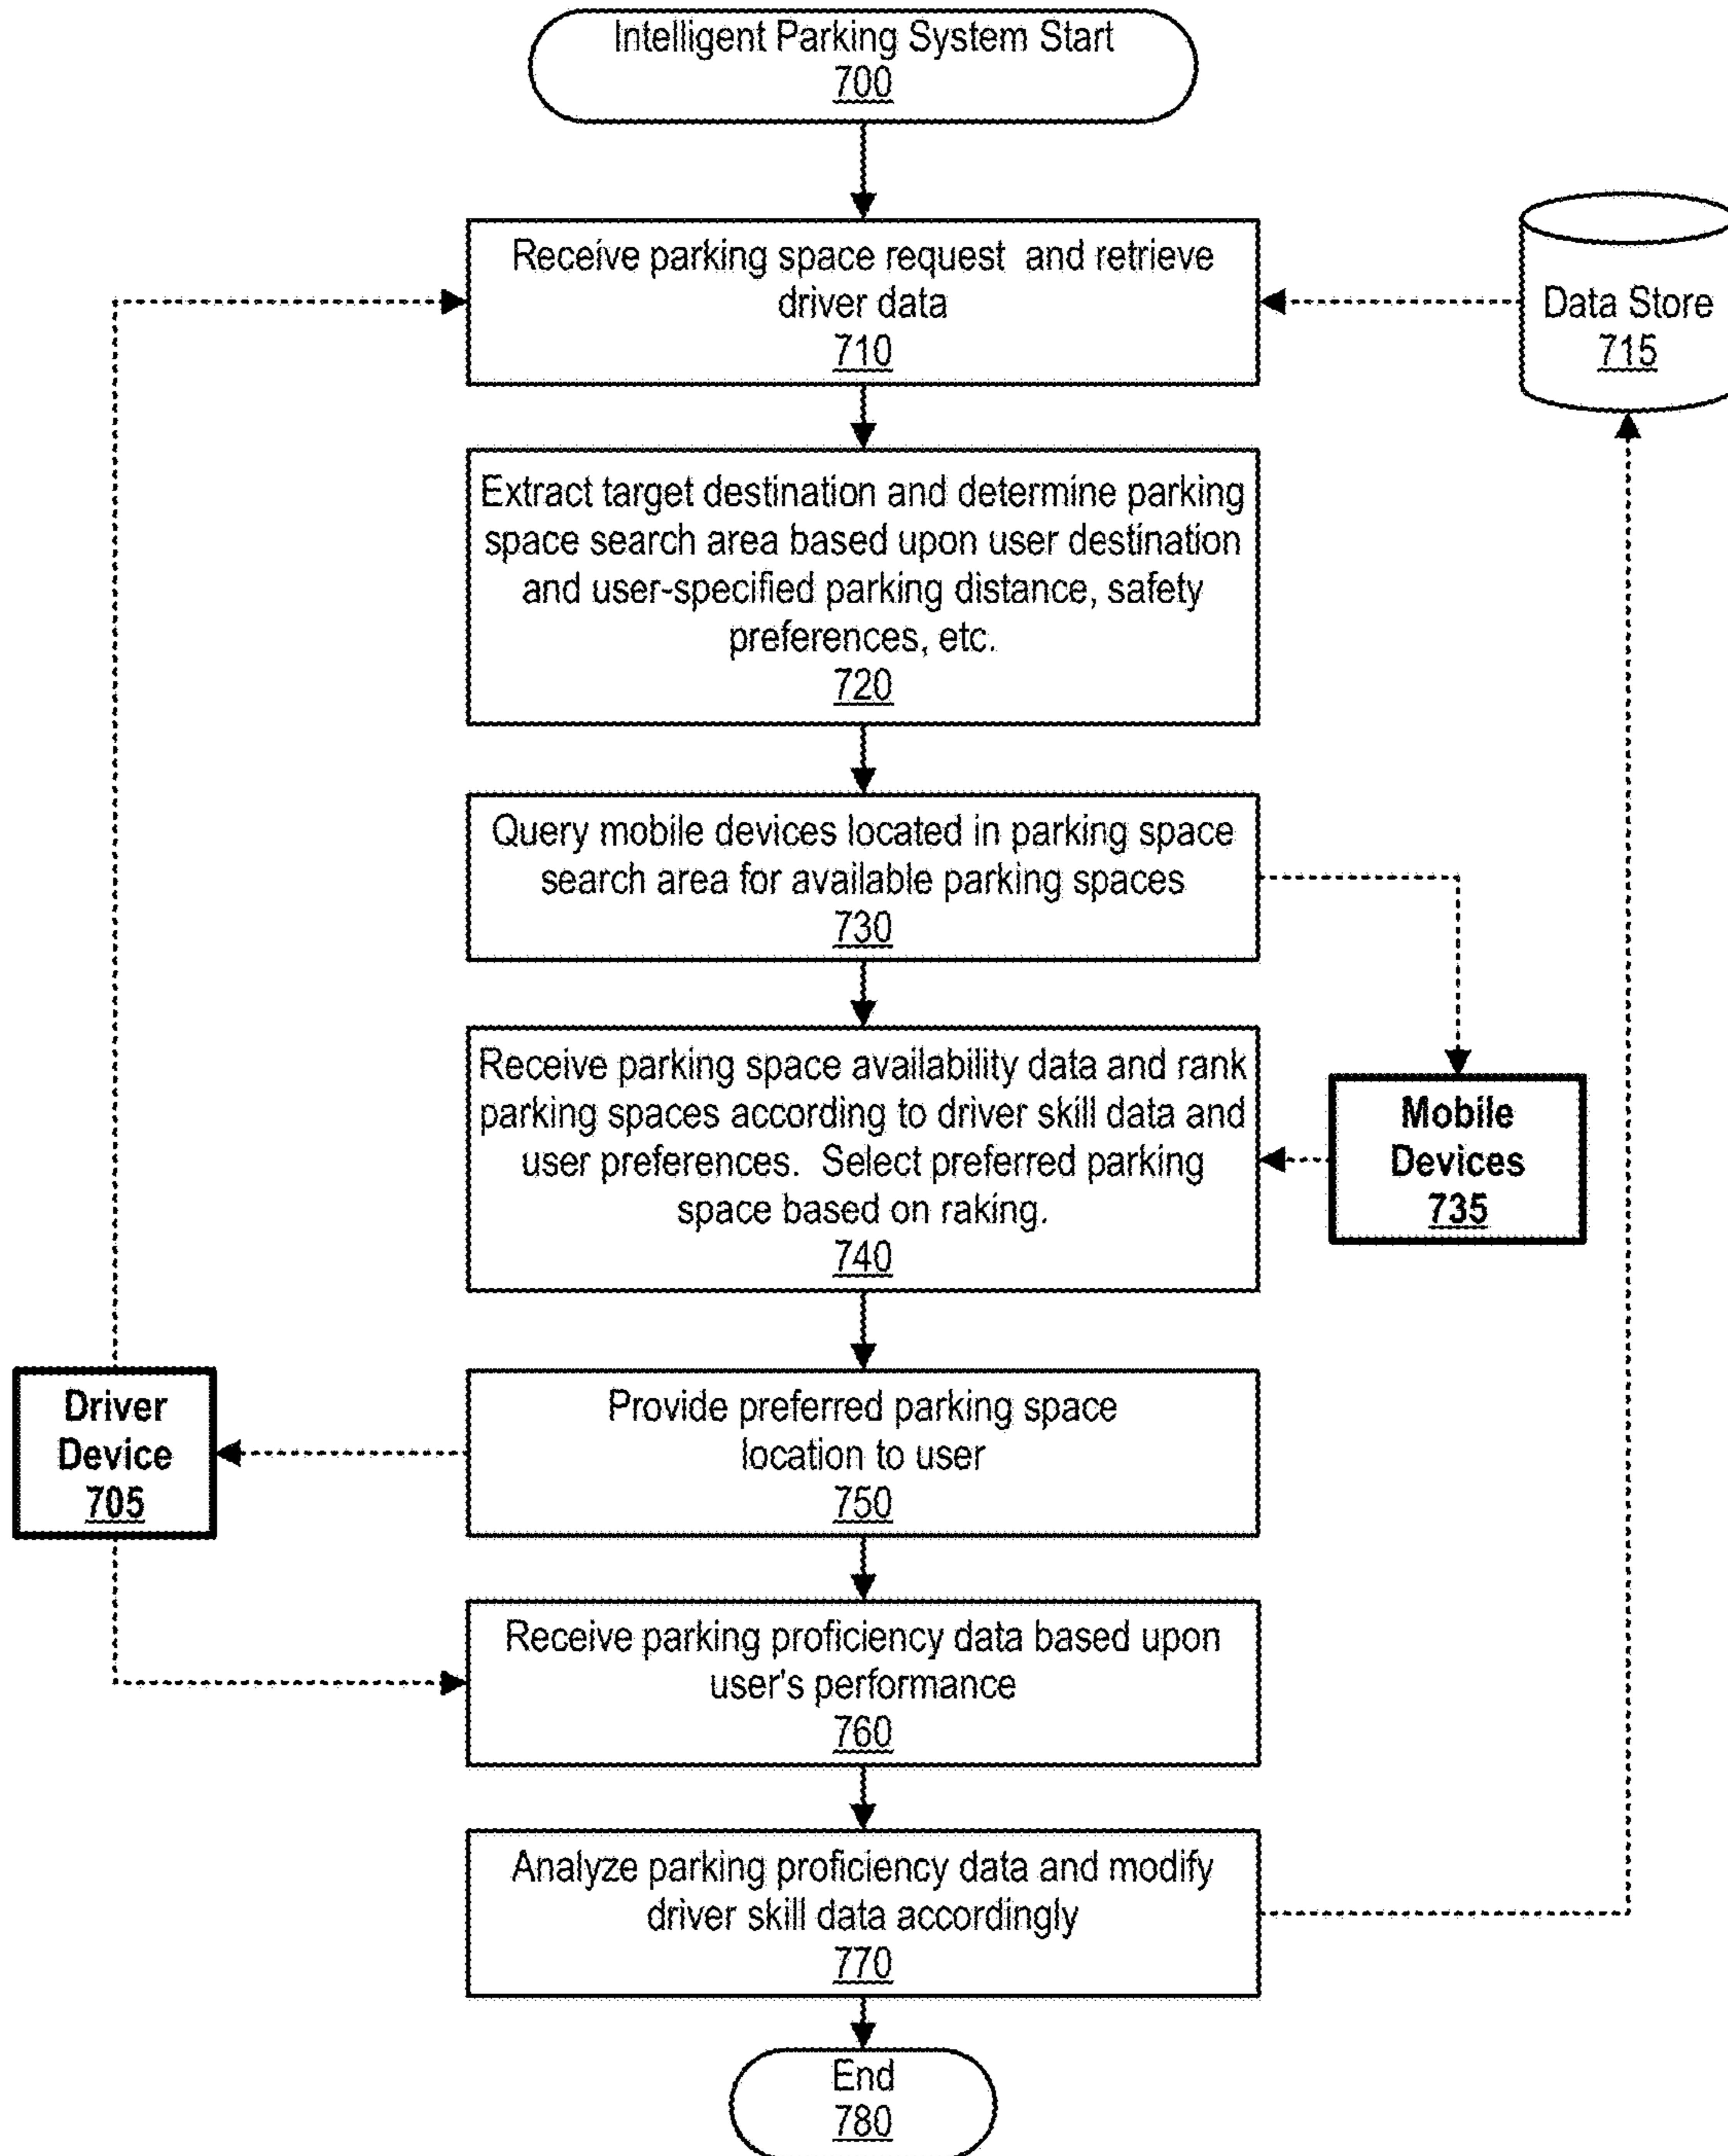 Intelligent Parking System Start
700
Receive parking space request and retrieve
driver data
710
Data Store
715
Extract target destination and determine parking
space search area based upon user destination
and user-specified parking distance, safety
preferences, etc.
720
Query mobile devices located in parking space
search area for available parking spaces
730
Receive parking space availability data and rank
parking spaces according to driver skill data and
user preferences. Select preferred parking
space based on raking.
740
Mobile
Devices
735
Driver
Device
705
Provide preferred parking space
location to user
750
Receive parking proficiency data based upon
user's performance
760
Analyze parking proficiency data and modify
driver skill data accordingly
770
End
780